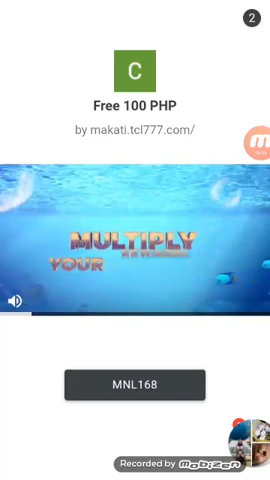 2
C
Free 100 PHP
by makati.tcl777.com/
MULTIPLY
YOUR
MNL168
Recorded by mobizen